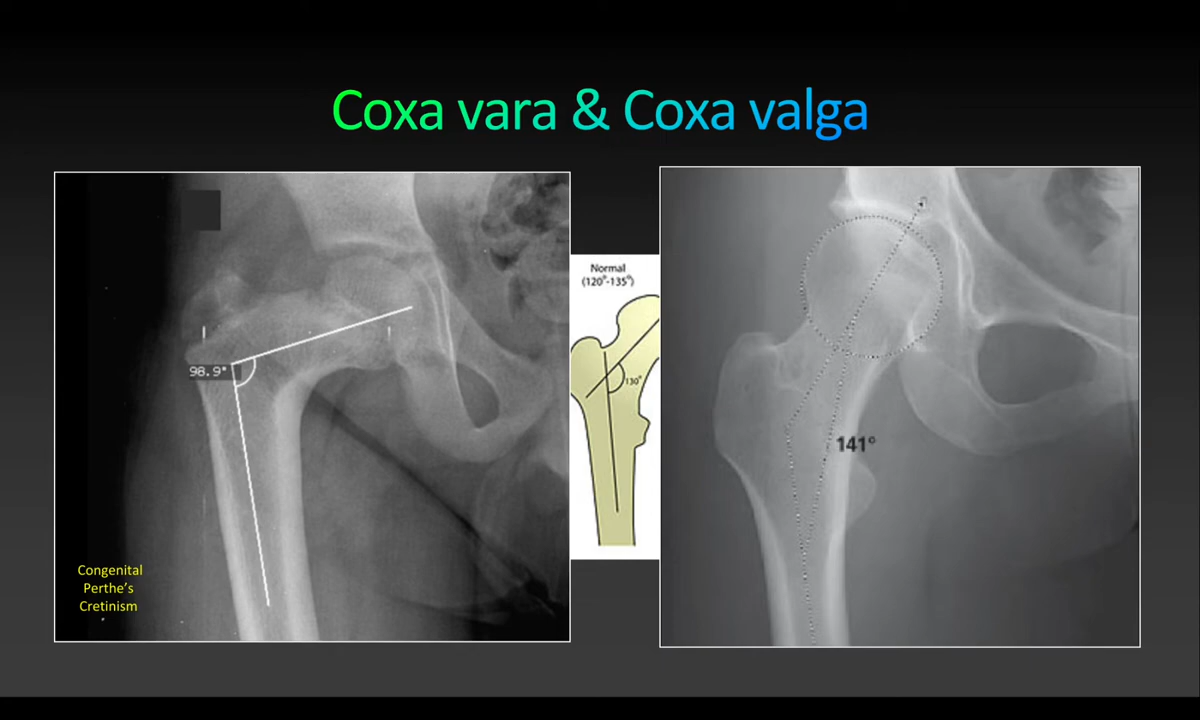 Coxa vara & Coxa valga
98.9°
Congenital
Perthe's
Cretinism
Normal
(120°-135°)
130°
141°